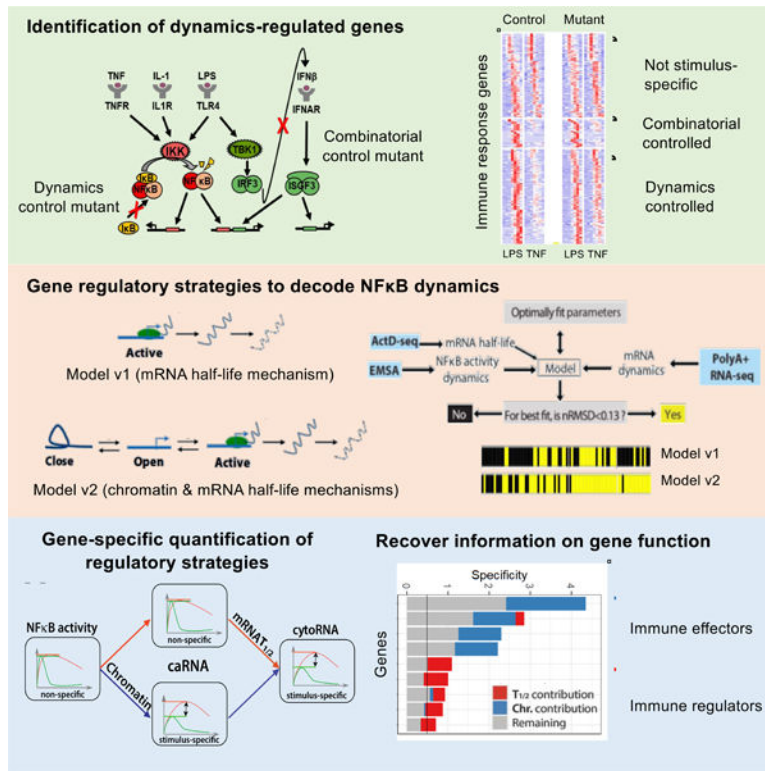 Identification of dynamics-regulated genes
TNF IL-1 LPS IFNβ
TNFR IL1R TLR4 IFNAR
IKK TBK1
Combinatorial
control mutant
IκB
NFκB
NFκB
IRF3 ISGF3
Dynamics
control mutant
IκB
Control Mutant
Immune response genes
Not stimulus-
specific
Combinatorial
controlled
Dynamics
controlled
LPS TNF LPS TNF
Gene regulatory strategies to decode NFκB dynamics
Active
Model v1 (mRNA half-life mechanism)
Close Open Active
Model v2 (chromatin & mRNA half-life mechanisms)
Optimally fit parameters
ActD-seq mRNA half-life
EMSA NFκB activity
dynamics
Model
mRNA
dynamics
PolyA+
RNA-seq
No For best fit, is nRMSD<0.13 ? Yes
Model v1
Model v2
Gene-specific quantification of
regulatory strategies
NFκB activity
non-specific
Chromatin
non-specific
caRNA
stimulus-specific
mRNAT1/2
cytoRNA
stimulus-specific
Recover information on gene function
Specificity
0 1 2 3 4
Genes
T1/2 contribution
Chr. contribution
Remaining
Immune effectors
Immune regulators